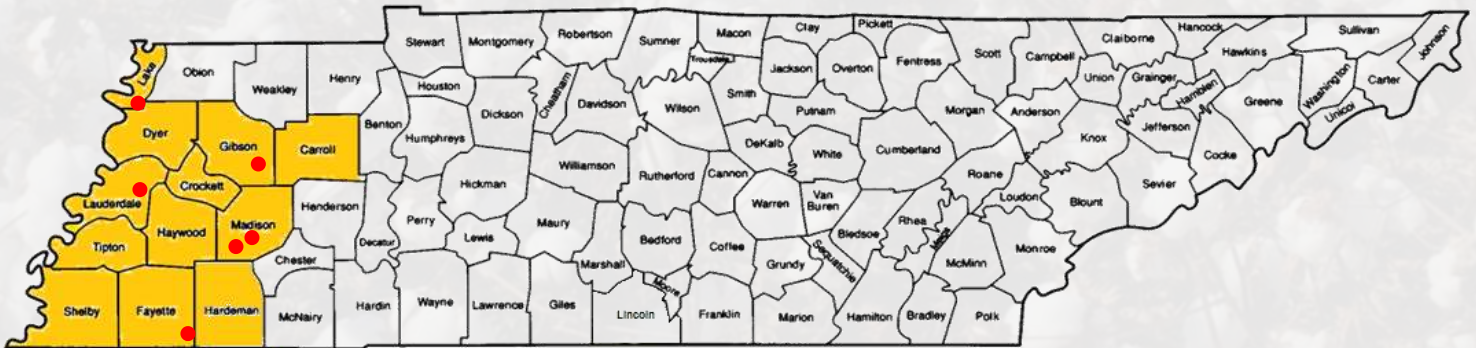 Lake
Obion
Weakley
Henry
Stewart
Montgomery
Robertson
Sumner
Macon
Trousdale
Clay
Pickett
Jackson
Overton
Fentress
Scott
Campbell
Claiborne
Hancock
Hawkins
Sullivan
Johnson
Houston
Cheatham
Smith
Union
Grainger
Hamblen
Washington
Carter
Unicoi
Greene
Dyer
Gibson
Carroll
Benton
Humphreys
Dickson
Davidson
Wilson
Putnam
Morgan
Anderson
Knox
Jefferson
Cocke
DeKalb
White
Cumberland
Williamson
Rutherford
Cannon
Roane
Loudon
Blount
Sevier
Crockett
Lauderdale
Haywood
Madison
Henderson
Decatur
Perry
Hickman
Lewis
Maury
Warren
Van
Buren
Bledsoe
Rhea
Meigs
McMinn
Monroe
Tipton
Chester
Marshall
Bedford
Coffee
Grundy
Sequatchie
Moore
Shelby
Fayette
Hardeman
McNairy
Hardin
Wayne
Lawrence
Giles
Lincoln
Franklin
Marion
Hamilton
Bradley
Polk